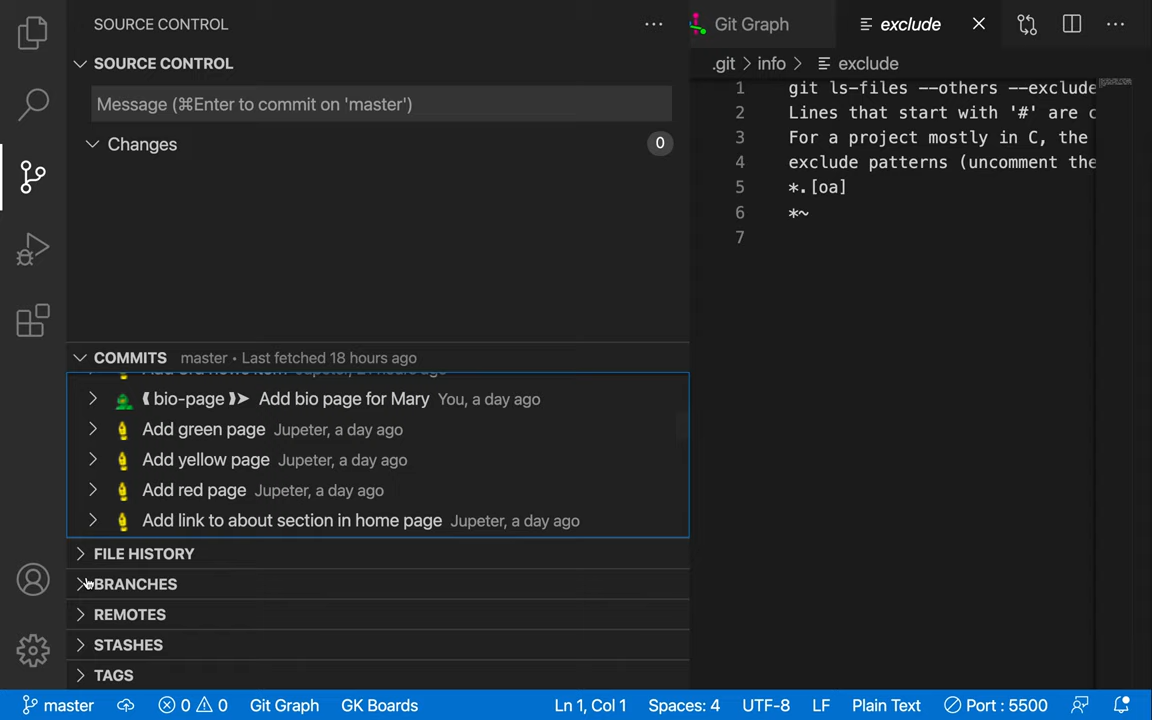 SOURCE CONTROL
SOURCE CONTROL
Message (⌘Enter to commit on 'master')
Changes
0
COMMITS master • Last fetched 18 hours ago
bio-page Add bio page for Mary You, a day ago
Add green page Jupeter, a day ago
Add yellow page Jupeter, a day ago
Add red page Jupeter, a day ago
Add link to about section in home page Jupeter, a day ago
FILE HISTORY
BRANCHES
REMOTES
STASHES
TAGS
Git Graph
exclude
.git > info > exclude
1 git ls-files --others --exclude
2 Lines that start with '#' are c
3 For a project mostly in C, the
4 exclude patterns (uncomment the
5 *.[oa]
6 *~
7
master 0 0 Git Graph GK Boards Ln 1, Col 1 Spaces: 4 UTF-8 LF Plain Text Port : 5500